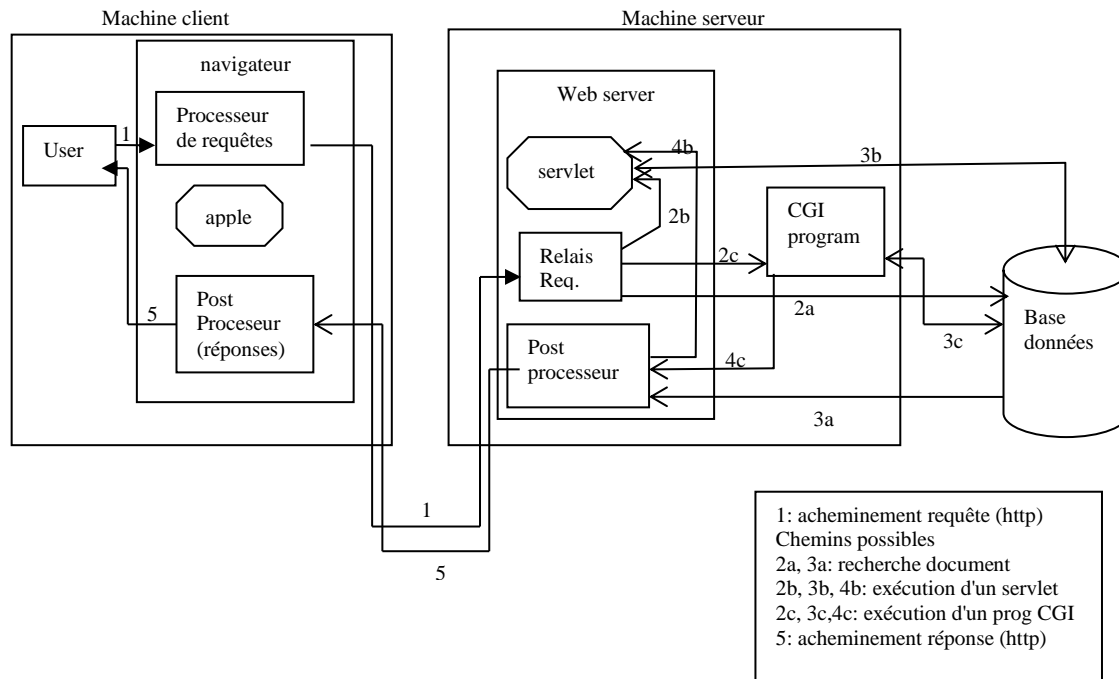 Machine client
Machine serveur
navigateur
Processeur
de requêtes
User
1
apple
Post
Proceseur
(réponses)
5
Web server
servlet
4b
3b
2b
CGI
program
Relais
Req.
2c
2a
Post
processeur
4c
3c
Base
données
3a
1
5
1: acheminement requête (http)
Chemins possibles
2a, 3a: recherche document
2b, 3b, 4b: exécution d'un servlet
2c, 3c,4c: exécution d'un prog CGI
5: acheminement réponse (http)